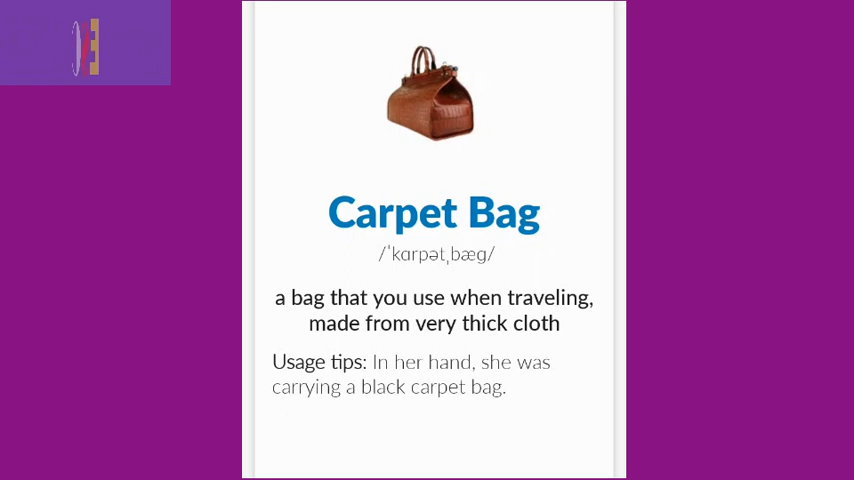 Carpet Bag
/ˈkɑrpətˌbæɡ/
a bag that you use when traveling,
made from very thick cloth
Usage tips: In her hand, she was
carrying a black carpet bag.